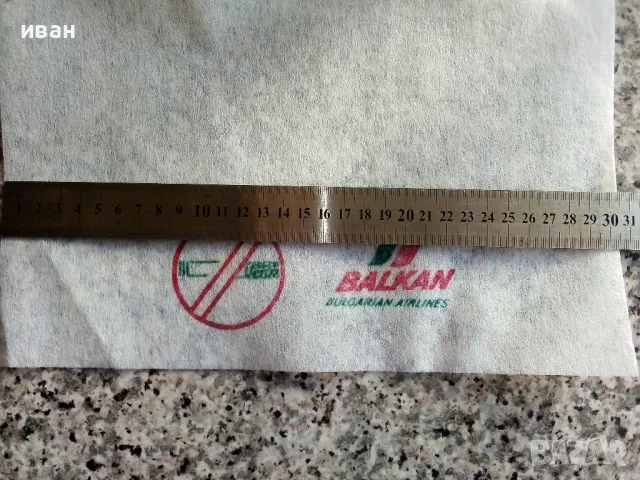 иван
1 2 3 4 5 6 7 8 9 10 11 12 13 14 15 16 17 18 19 20 21 22 23 24 25 26 27 28 29 30 31
BALKAN
BULGARIAN AIRLINES
PAZAR